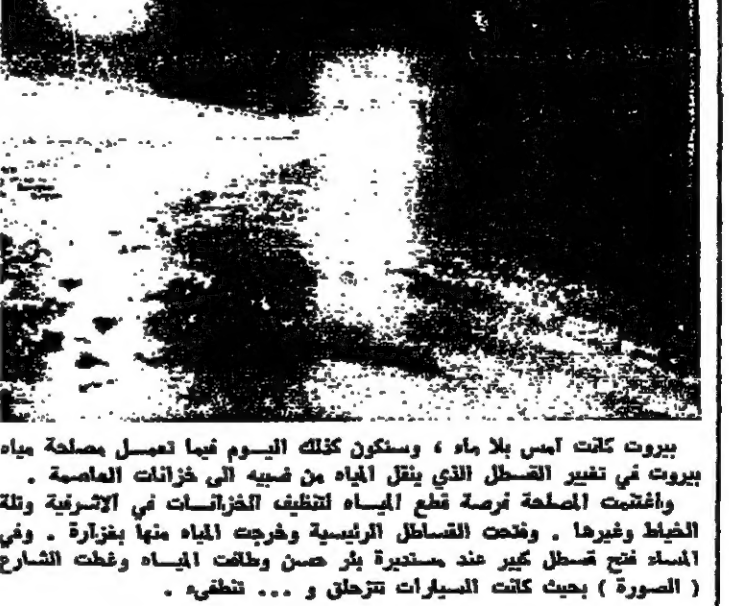 بيروت كانت امس بلا ماء ، وستكون كذلك اليوم فيما تعمل مصلحة مياه
بيروت في تغيير القسطل الذي ينقل المياه من ضبيه الى خزانات العاصمة .
واغتنمت المصلحة فرصة قطع المياه لتنظيف الخزانات في الاشرفية وتلة
الخياط وغيرها . وفتحت القساطل الرئيسية وخرجت المياه منها بغزارة . وفي
المساء فتح قسطل كبير عند مستديرة بئر حسن وطافت المياه وغطت الشارع
( الصورة ) بحيث كانت السيارات تتزحلق و ... تنطفىء .